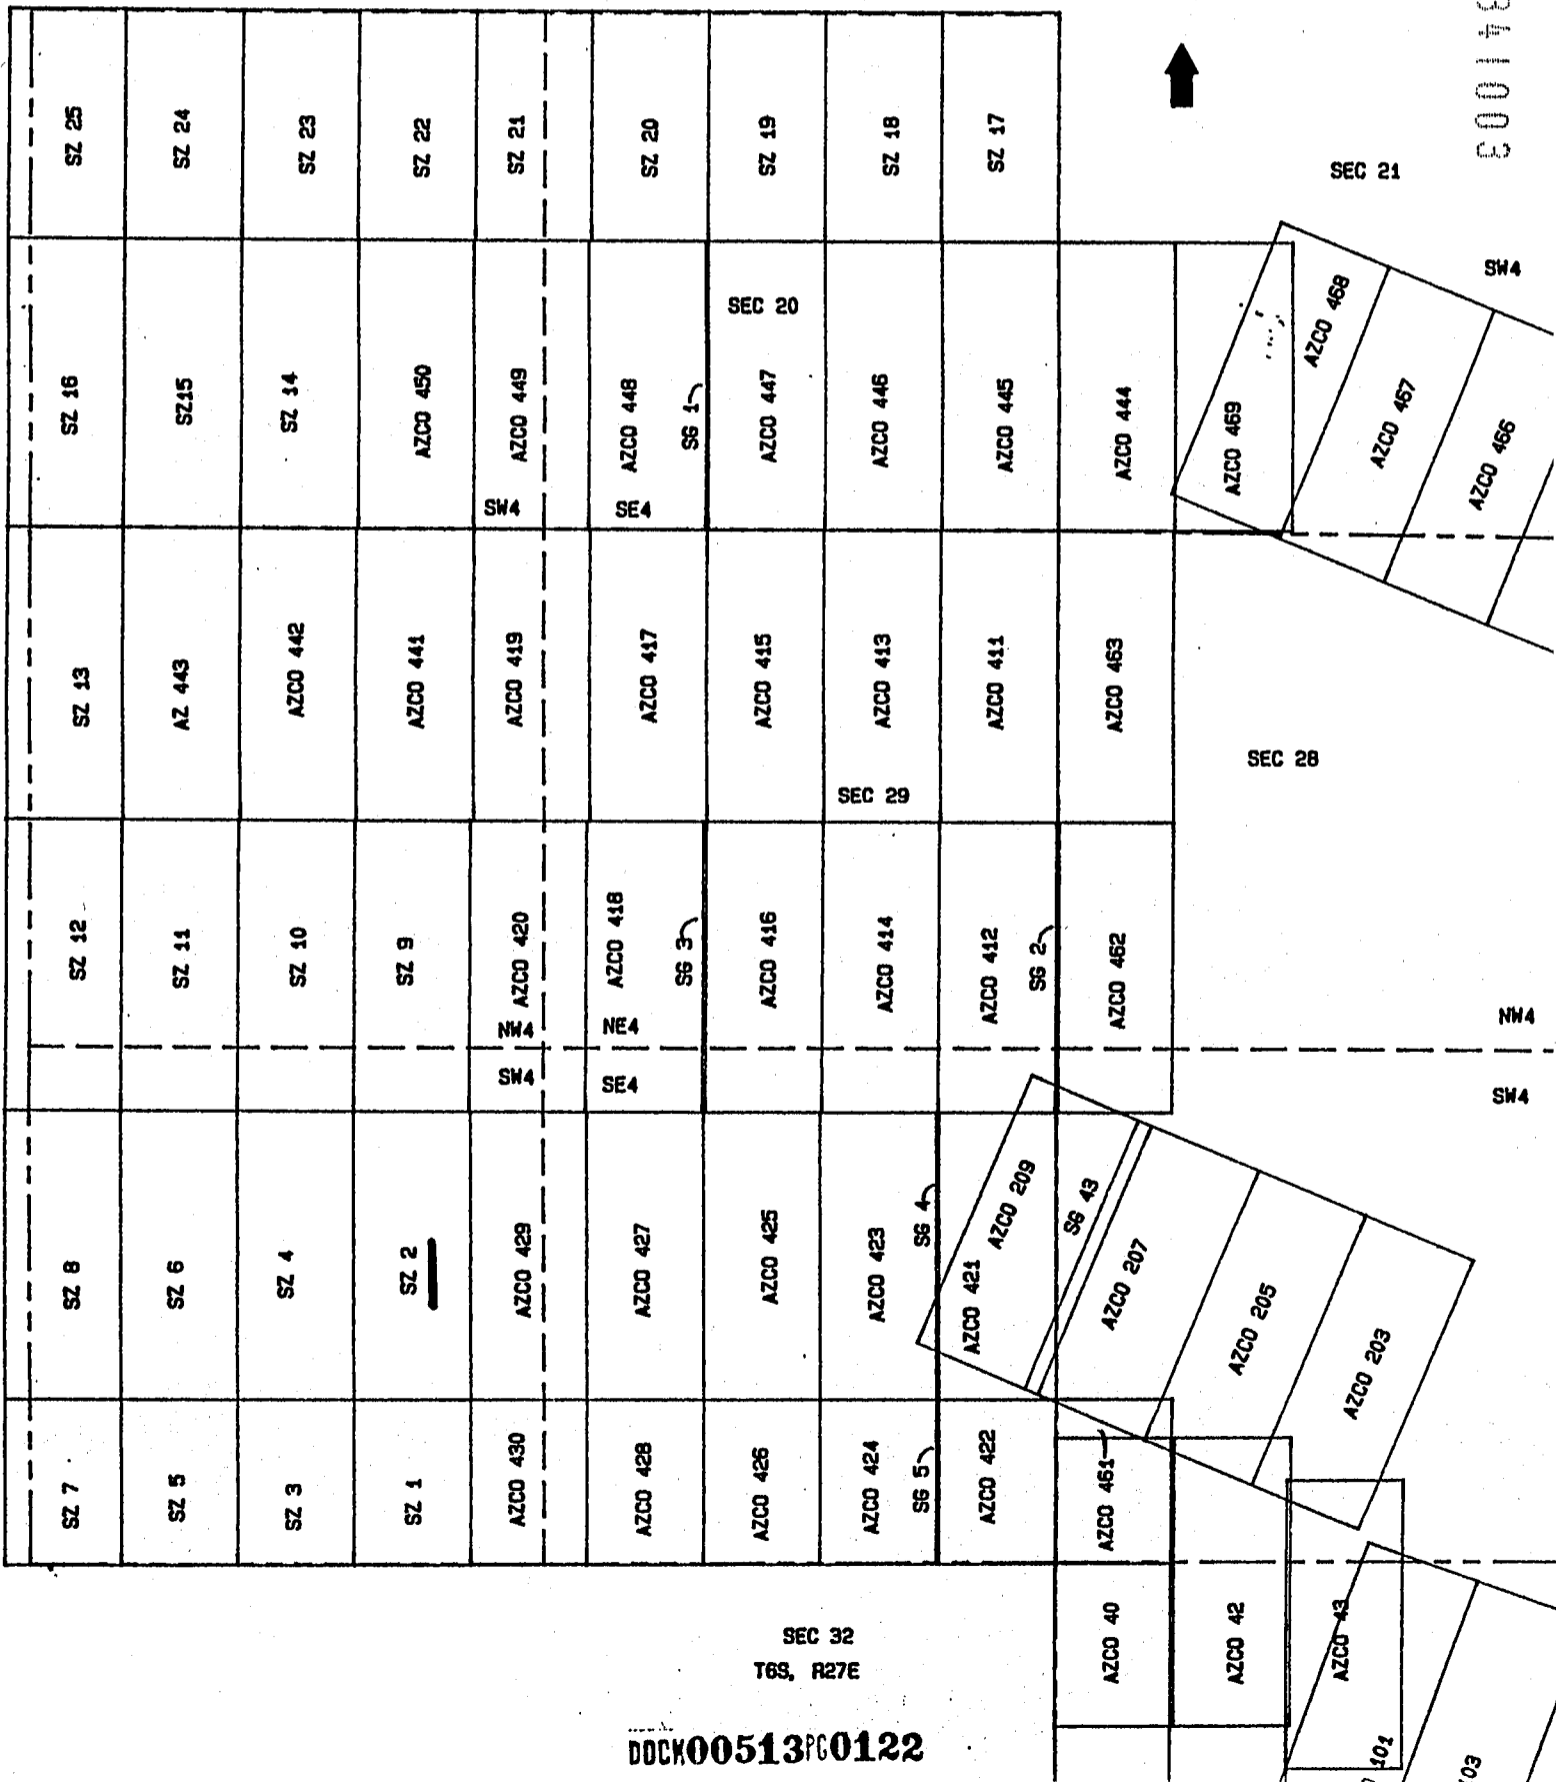 341003
SZ 25
SZ 24
SZ 23
SZ 22
SZ 21
SZ 20
SZ 19
SZ 18
SZ 17
SEC 21
SW4
SZ 16
SZ15
SZ 14
AZCO 450
AZCO 449
AZCO 448
SG 1
SEC 20
AZCO 447
AZCO 446
AZCO 445
AZCO 444
AZCO 469
AZCO 468
AZCO 467
AZCO 466
SW4
SE4
SZ 13
AZ 443
AZCO 442
AZCO 441
AZCO 419
AZCO 417
AZCO 415
AZCO 413
AZCO 411
AZCO 463
SEC 29
SEC 28
SZ 12
SZ 11
SZ 10
SZ 9
AZCO 420
AZCO 418
SG 3
AZCO 416
AZCO 414
AZCO 412
SG 2
AZCO 462
NW4
NE4
NW4
SW4
SE4
SW4
SZ 8
SZ 6
SZ 4
SZ 2
AZCO 429
AZCO 427
AZCO 425
AZCO 423
SG 4
AZCO 421
AZCO 209
SG 43
AZCO 207
AZCO 205
AZCO 203
SZ 7
SZ 5
SZ 3
SZ 1
AZCO 430
AZCO 428
AZCO 426
AZCO 424
SG 5
AZCO 422
AZCO 461
AZCO 40
AZCO 42
AZCO 43
SEC 32
T6S, R27E
101
03
DOCK00513PG0122